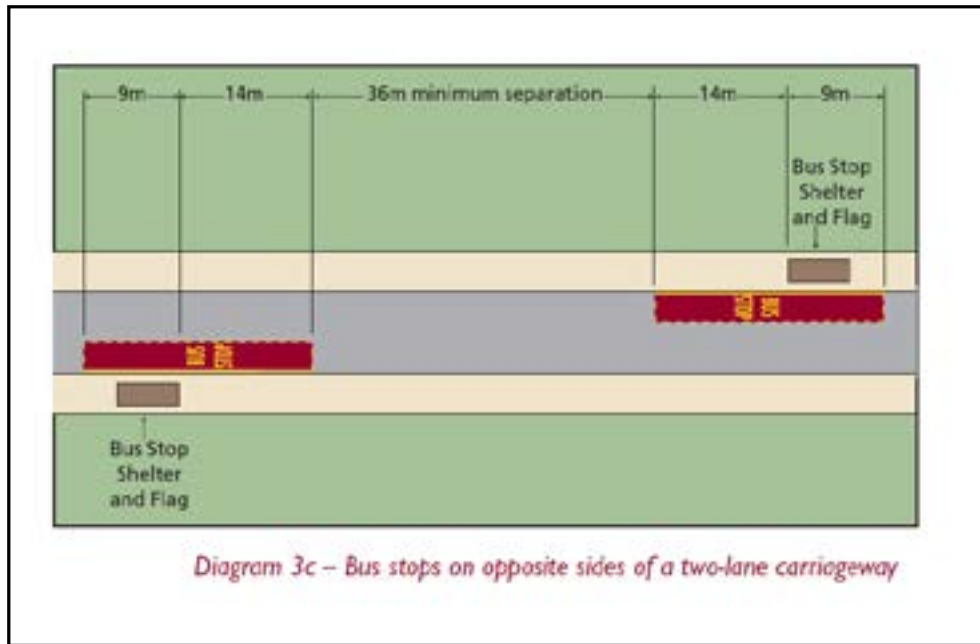 9m 14m 36m minimum separation 14m 9m
Bus Stop
Shelter
and Flag
STOP
BUS
BUS
STOP
Bus Stop
Shelter
and Flag
Diagram 3c – Bus stops on opposite sides of a two-lane carriageway